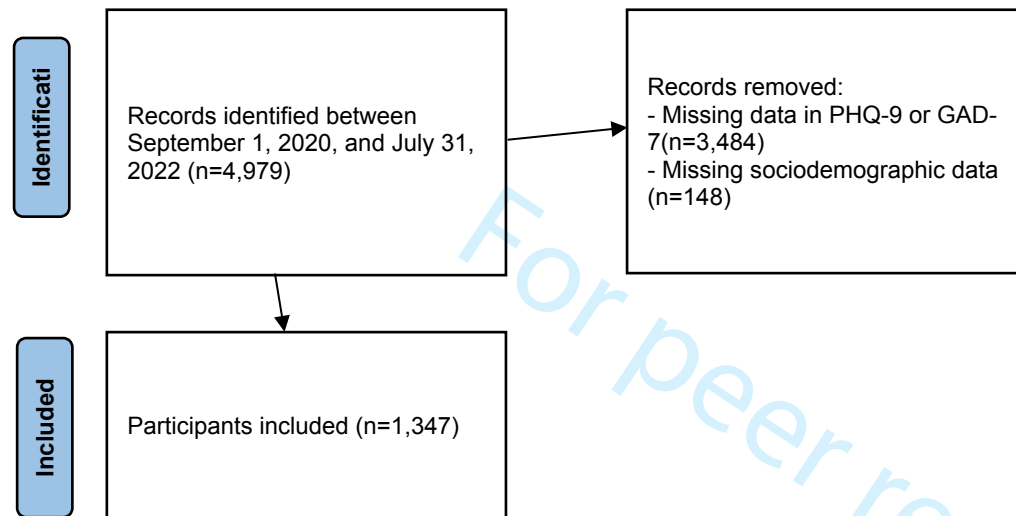 Identificati
Records identified between
September 1, 2020, and July 31,
2022 (n=4,979)
Records removed:
- Missing data in PHQ-9 or GAD-
7(n=3,484)
- Missing sociodemographic data
(n=148)
Included
Participants included (n=1,347)
For peer re